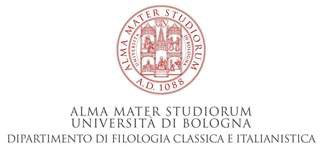 ALMA MATER STUDIORUM
A.D. 1088
ALMA MATER STUDIORUM
UNIVERSITÀ DI BOLOGNA
DIPARTIMENTO DI FILOLOGIA CLASSICA E ITALIANISTICA